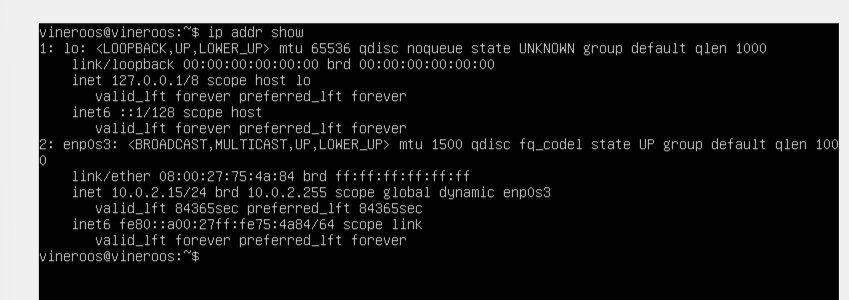 vineroos@vineroos:~$ ip addr show
1: lo: <LOOPBACK,UP,LOWER_UP> mtu 65536 qdisc noqueue state UNKNOWN group default qlen 1000
    link/loopback 00:00:00:00:00:00 brd 00:00:00:00:00:00
    inet 127.0.0.1/8 scope host lo
       valid_lft forever preferred_lft forever
    inet6 ::1/128 scope host
       valid_lft forever preferred_lft forever
2: enp0s3: <BROADCAST,MULTICAST,UP,LOWER_UP> mtu 1500 qdisc fq_codel state UP group default qlen 100
0
    link/ether 08:00:27:75:4a:84 brd ff:ff:ff:ff:ff:ff
    inet 10.0.2.15/24 brd 10.0.2.255 scope global dynamic enp0s3
       valid_lft 84365sec preferred_lft 84365sec
    inet6 fe80::a00:27ff:fe75:4a84/64 scope link
       valid_lft forever preferred_lft forever
vineroos@vineroos:~$